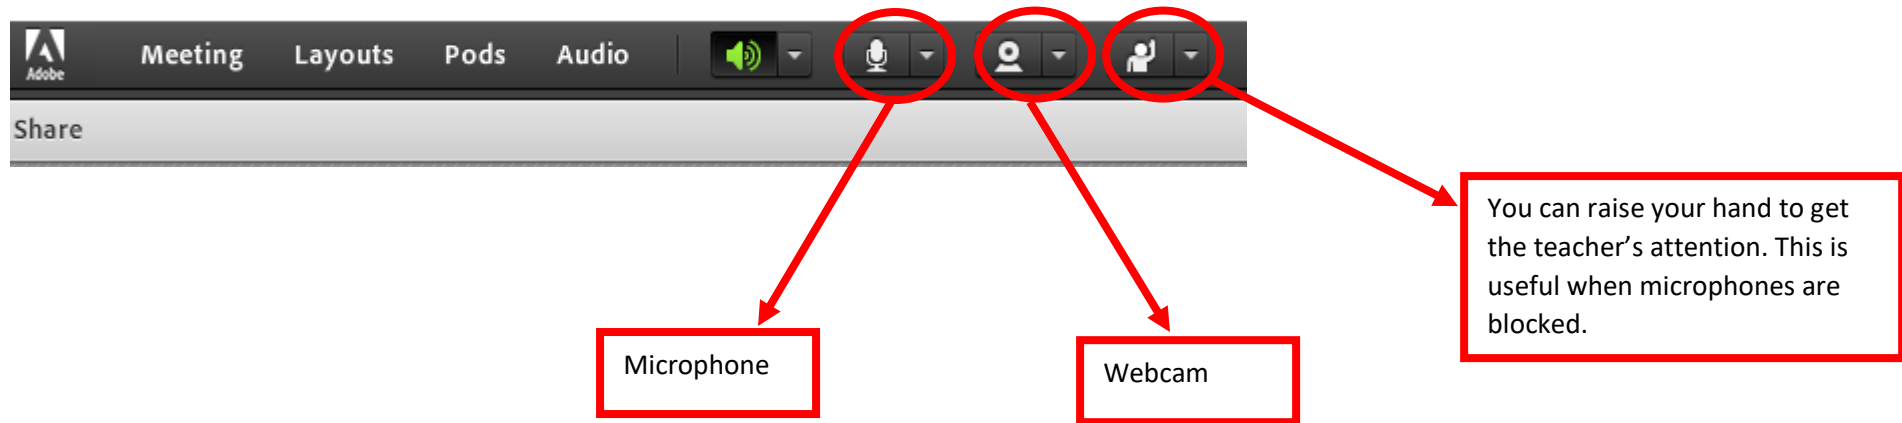 Adobe
Meeting Layouts Pods Audio
Share
You can raise your hand to get
the teacher’s attention. This is
useful when microphones are
blocked.
Microphone
Webcam